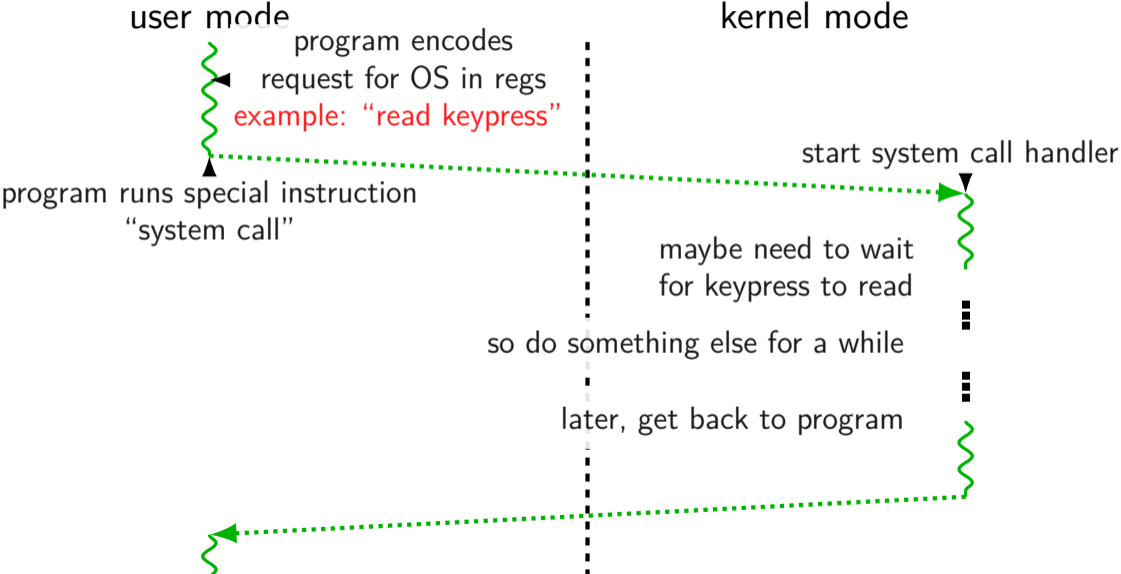 user mode
kernel mode
program encodes
request for OS in regs
example: “read keypress”
start system call handler
program runs special instruction
“system call”
maybe need to wait
for keypress to read
so do something else for a while
later, get back to program